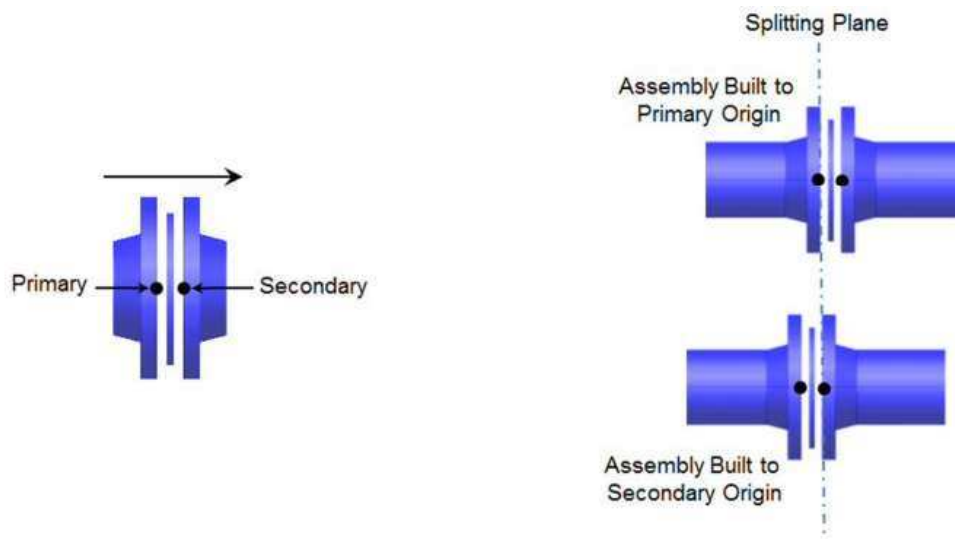 Splitting Plane
Assembly Built to
Primary Origin
Primary
Secondary
Assembly Built to
Secondary Origin